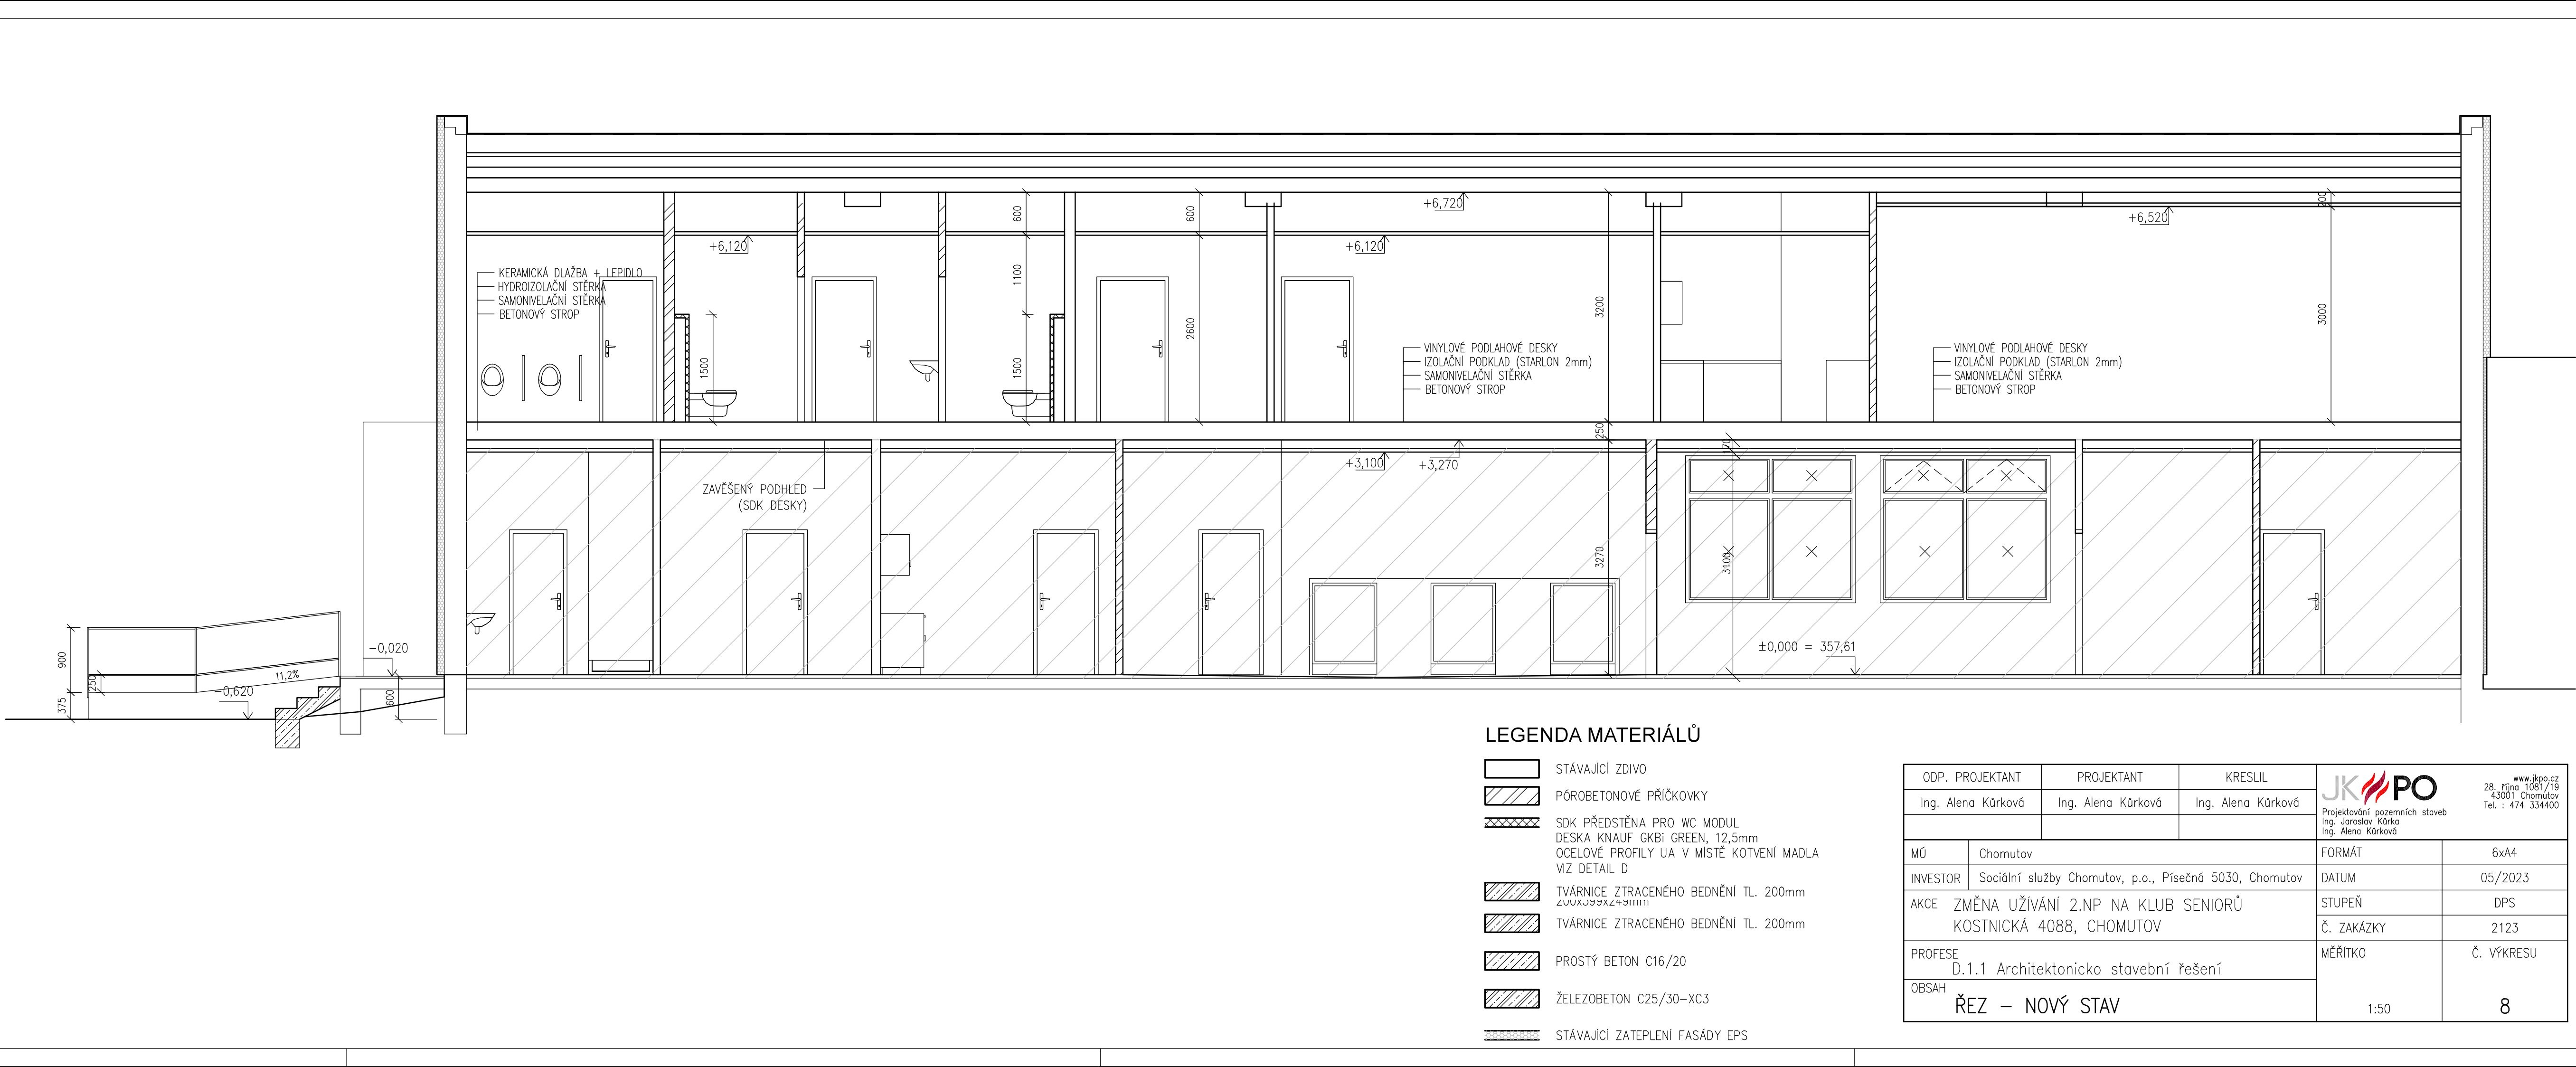 +6,720
+6,520
+6,120
+6,120
600
600
200
1100
1500
1500
2600
3200
3000
KERAMICKÁ DLAŽBA + LEPIDLO
HYDROIZOLAČNÍ STĚRKA
SAMONIVELAČNÍ STĚRKA
BETONOVÝ STROP
VINYLOVÉ PODLAHOVÉ DESKY
IZOLAČNÍ PODKLAD (STARLON 2mm)
SAMONIVELAČNÍ STĚRKA
BETONOVÝ STROP
VINYLOVÉ PODLAHOVÉ DESKY
IZOLAČNÍ PODKLAD (STARLON 2mm)
SAMONIVELAČNÍ STĚRKA
BETONOVÝ STROP
250
+3,100
+3,270
ZAVĚŠENÝ PODHLED
(SDK DESKY)
3270
3100
±0,000 = 357,61
-0,020
900
250
11,2%
-0,620
375
600
LEGENDA MATERIÁLŮ
STÁVAJÍCÍ ZDIVO
PÓROBETONOVÉ PŘÍČKOVKY
SDK PŘEDSTĚNA PRO WC MODUL
DESKA KNAUF GKBi GREEN, 12,5mm
OCELOVÉ PROFILY UA V MÍSTĚ KOTVENÍ MADLA
VIZ DETAIL D
TVÁRNICE ZTRACENÉHO BEDNĚNÍ TL. 200mm
200x399x249mm
TVÁRNICE ZTRACENÉHO BEDNĚNÍ TL. 200mm
PROSTÝ BETON C16/20
ŽELEZOBETON C25/30-XC3
STÁVAJÍCÍ ZATEPLENÍ FASÁDY EPS
ODP. PROJEKTANT PROJEKTANT KRESLIL
Ing. Alena Kůrková Ing. Alena Kůrková Ing. Alena Kůrková
JK PO
www.jkpo.cz
28. října 1081/19
43001 Chomutov
Tel. : 474 334400
Projektování pozemních staveb
Ing. Jaroslav Kůrka
Ing. Alena Kůrková
MÚ Chomutov
FORMÁT 6xA4
INVESTOR Sociální služby Chomutov, p.o., Písečná 5030, Chomutov
DATUM 05/2023
AKCE ZMĚNA UŽÍVÁNÍ 2.NP NA KLUB SENIORŮ
KOSTNICKÁ 4088, CHOMUTOV
STUPEŇ DPS
Č. ZAKÁZKY 2123
PROFESE
D.1.1 Architektonicko stavební řešení
MĚŘÍTKO Č. VÝKRESU
OBSAH
ŘEZ – NOVÝ STAV
1:50 8